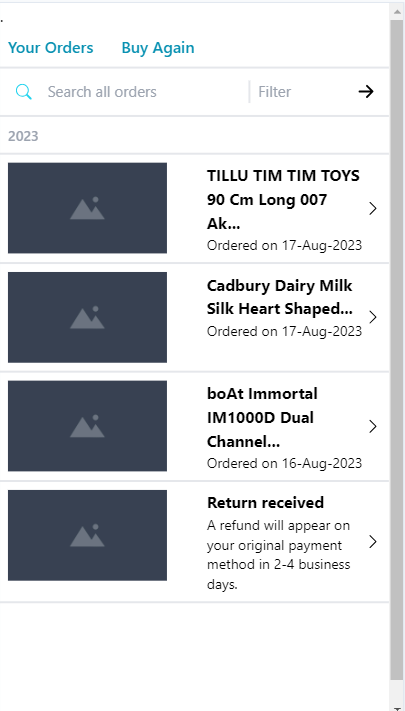 .
Your Orders Buy Again
Search all orders Filter
2023
TILLU TIM TIM TOYS
90 Cm Long 007
Ak...
Ordered on 17-Aug-2023
Cadbury Dairy Milk
Silk Heart Shaped...
Ordered on 17-Aug-2023
boAt Immortal
IM1000D Dual
Channel...
Ordered on 16-Aug-2023
Return received
A refund will appear on
your original payment
method in 2-4 business
days.